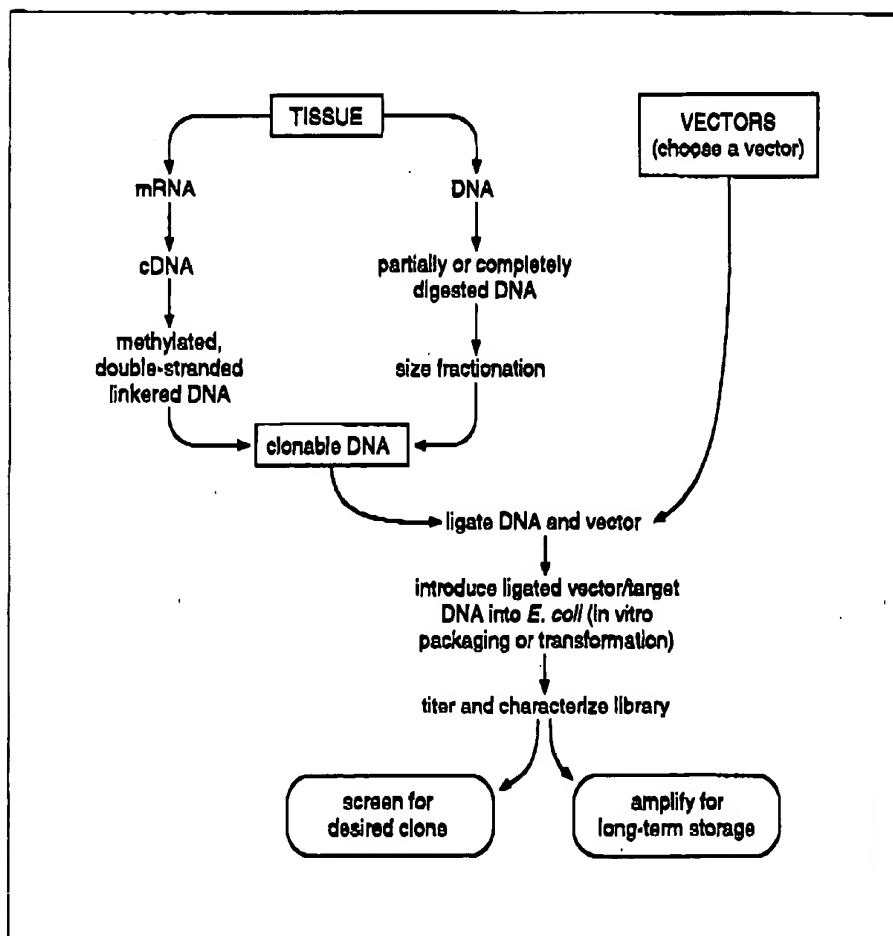 TISSUE
VECTORS
(choose a vector)
mRNA
DNA
cDNA
partially or completely
digested DNA
methylated,
double-stranded
linkered DNA
size fractionation
clonable DNA
ligate DNA and vector
introduce ligated vector/target
DNA into E. coli (in vitro
packaging or transformation)
titer and characterize library
screen for
desired clone
amplify for
long-term storage